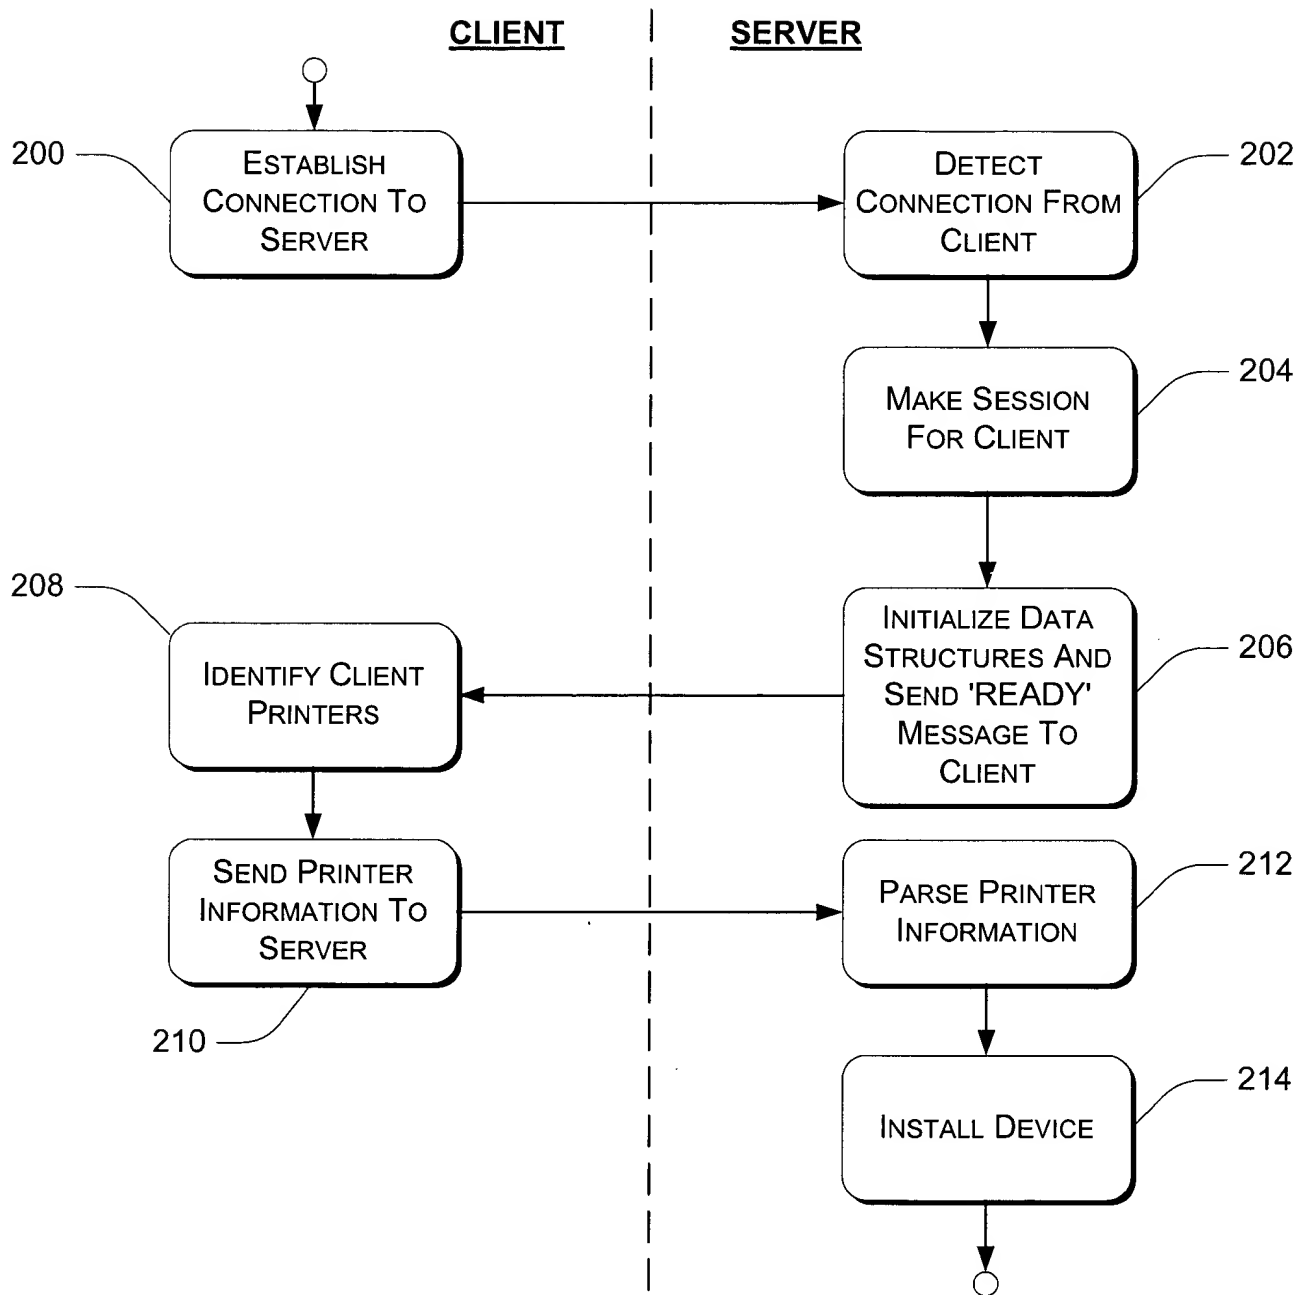 CLIENT
SERVER
200
ESTABLISH
CONNECTION TO
SERVER
DETECT
CONNECTION FROM
CLIENT
202
MAKE SESSION
FOR CLIENT
204
208
IDENTIFY CLIENT
PRINTERS
INITIALIZE DATA
STRUCTURES AND
SEND 'READY'
MESSAGE TO
CLIENT
206
SEND PRINTER
INFORMATION TO
SERVER
210
PARSE PRINTER
INFORMATION
212
INSTALL DEVICE
214